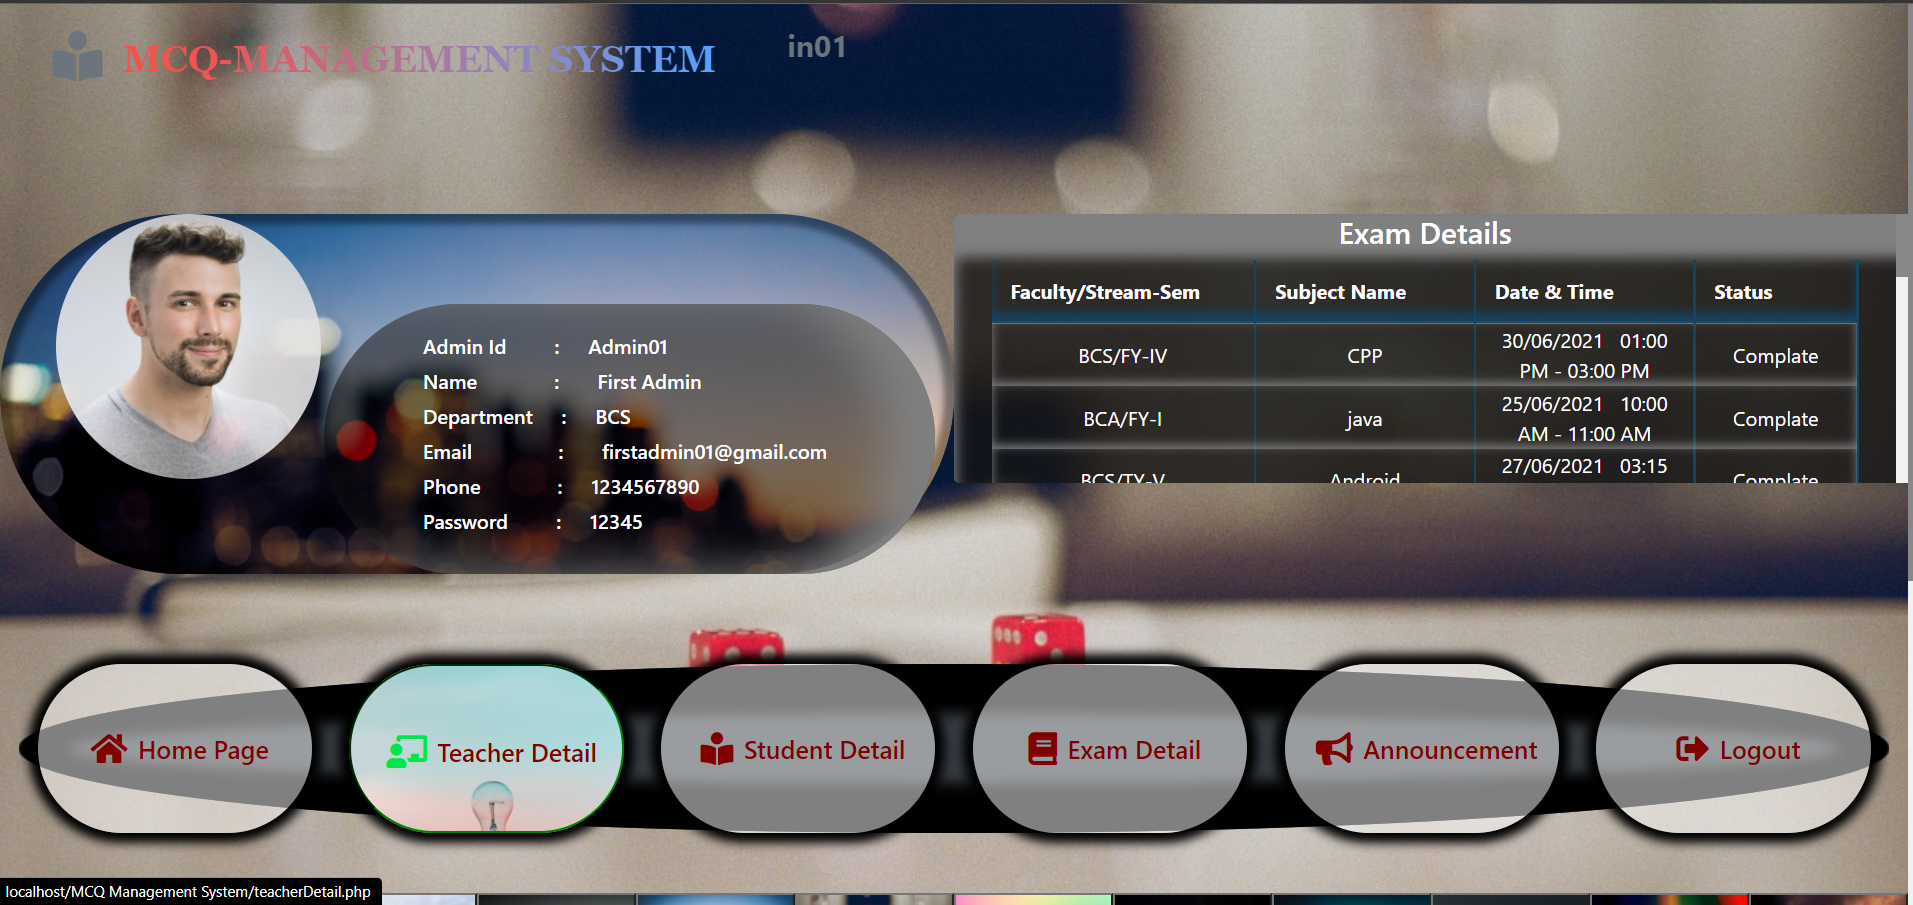 MCQ-MANAGEMENT SYSTEM
in01
Admin Id : Admin01
Name : First Admin
Department : BCS
Email : firstadmin01@gmail.com
Phone : 1234567890
Password : 12345
Exam Details
Faculty/Stream-Sem Subject Name Date & Time Status
BCS/FY-IV CPP 30/06/2021 01:00 PM - 03:00 PM Complate
BCA/FY-I java 25/06/2021 10:00 AM - 11:00 AM Complate
BCS/TY-V Android 27/06/2021 03:15 Complate
Home Page
Teacher Detail
Student Detail
Exam Detail
Announcement
Logout
localhost/MCQ Management System/teacherDetail.php